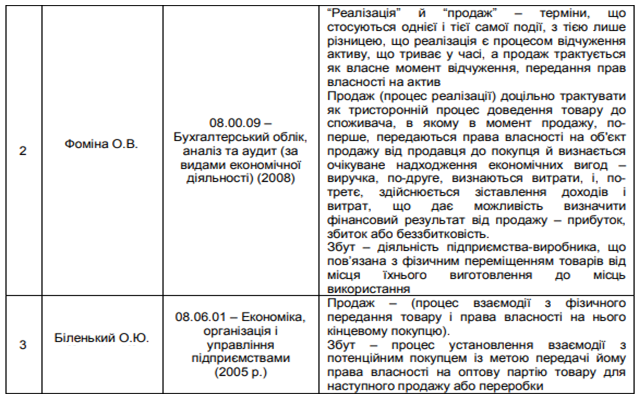 2
Фоміна О.В.
08.00.09 –
Бухгалтерський облік,
аналіз та аудит (за
видами економічної
діяльності) (2008)
“Реалізація” й “продаж” – терміни, що
стосуються однієї і тієї самої події, з тією лише
різницею, що реалізація є процесом відчуження
активу, що триває у часі, а продаж трактується
як власне момент відчуження, передання прав
власності на актив
Продаж (процес реалізації) доцільно трактувати
як тристоронній процес доведення товару до
споживача, в якому в момент продажу, по-
перше, передаються права власності на об'єкт
продажу від продавця до покупця й визнається
очікуване надходження економічних вигод –
виручка, по-друге, визнаються витрати, і, по-
третє, здійснюється зіставлення доходів і
витрат, що дає можливість визначити
фінансовий результат від продажу – прибуток,
збиток або беззбитковість.
Збут – діяльність підприємства-виробника, що
пов’язана з фізичним переміщенням товарів від
місця їхнього виготовлення до місць
використання
3
Біленький О.Ю.
08.06.01 – Економіка,
організація і
управління
підприємствами
(2005 р.)
Продаж – (процес взаємодії з фізичного
передання товару і права власності на нього
кінцевому покупцю).
Збут – процес установлення взаємодії з
потенційним покупцем із метою передачі йому
права власності на оптову партію товару для
наступного продажу або переробки